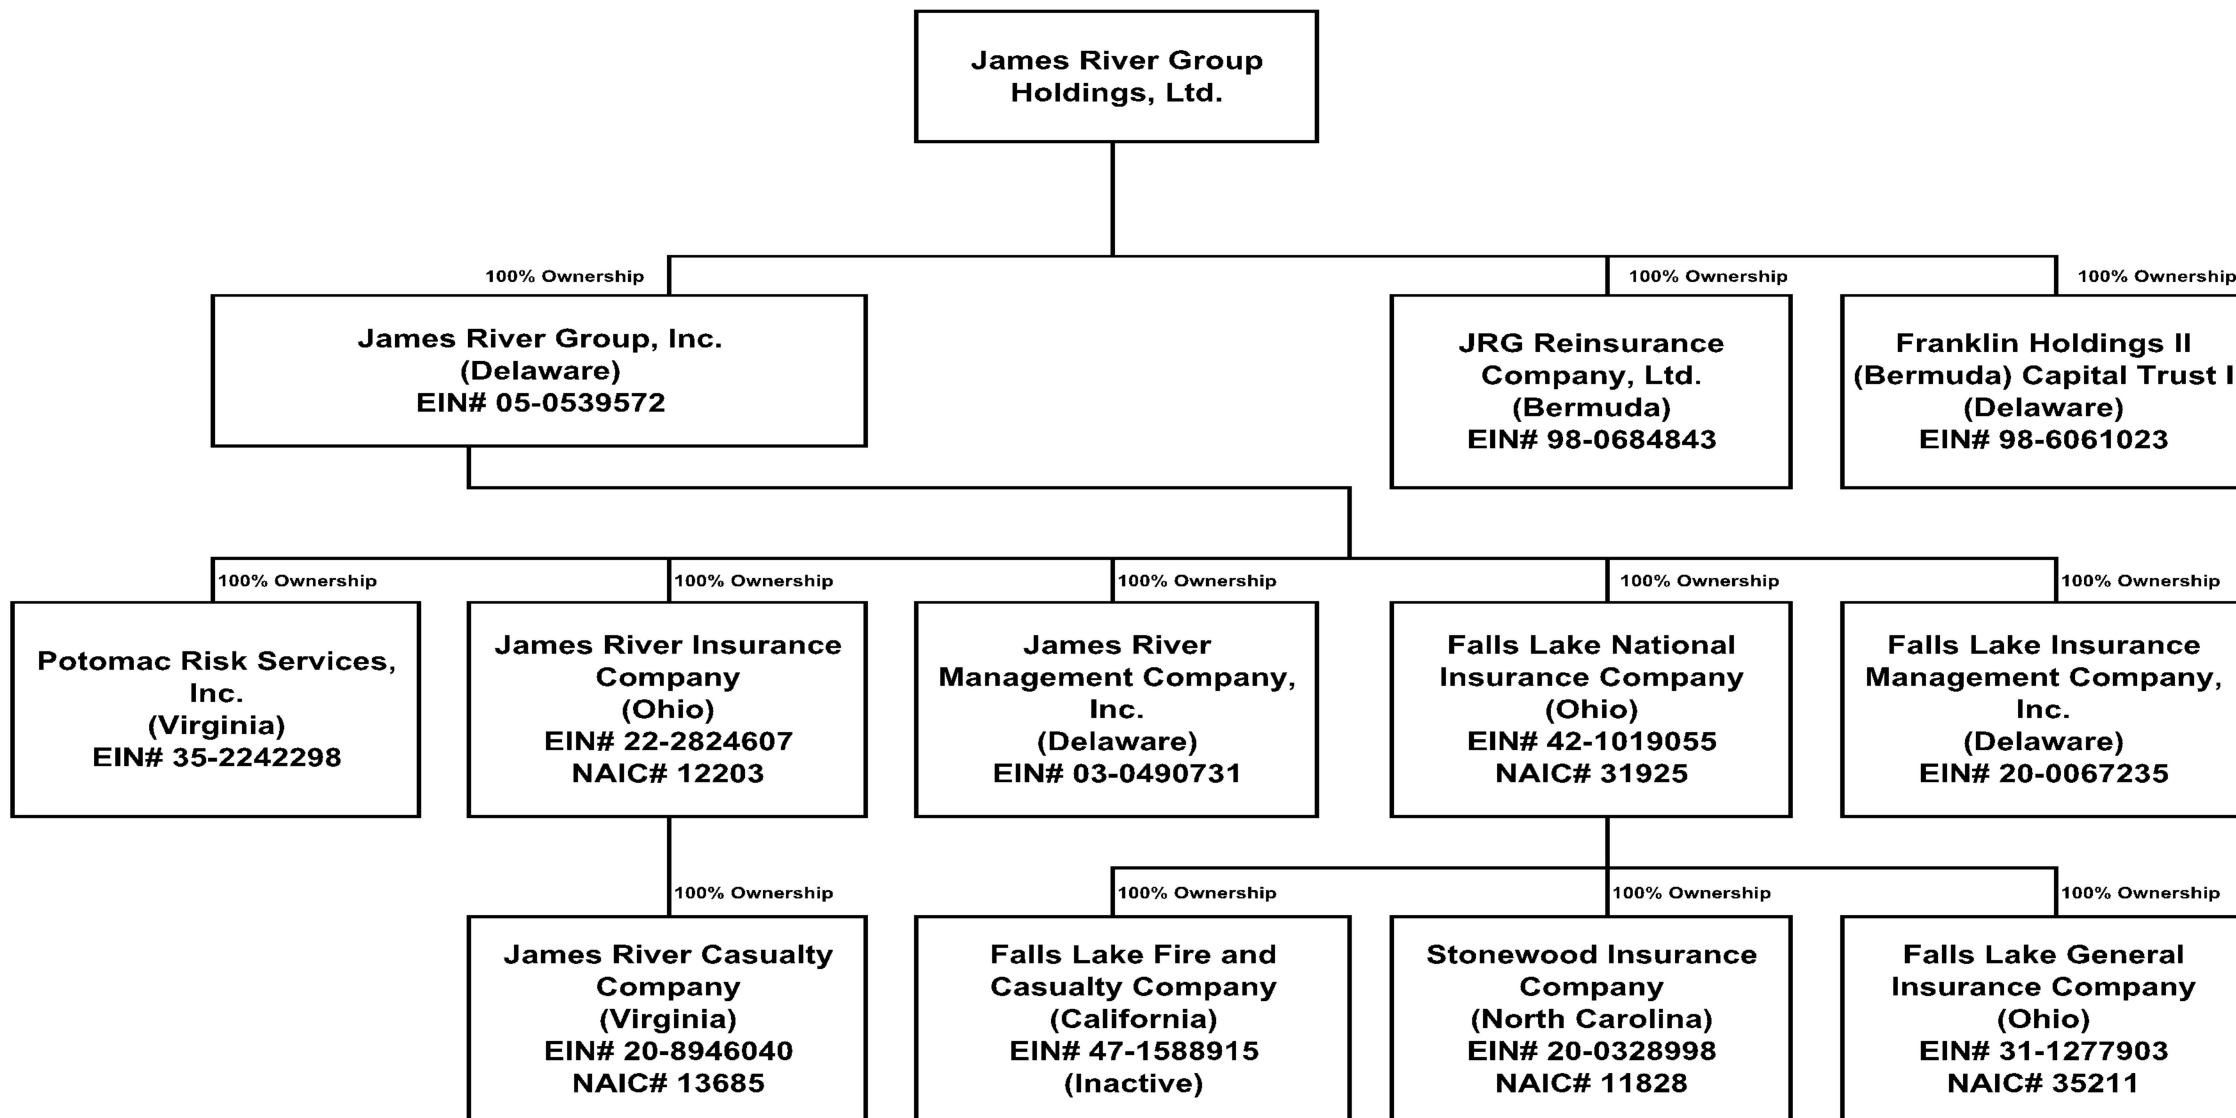 James River Group
Holdings, Ltd.
100% Ownership
100% Ownership
100% Ownership
James River Group, Inc.
(Delaware)
EIN# 05-0539572
JRG Reinsurance
Company, Ltd.
(Bermuda)
EIN# 98-0684843
Franklin Holdings II
(Bermuda) Capital Trust I
(Delaware)
EIN# 98-6061023
100% Ownership
100% Ownership
100% Ownership
100% Ownership
100% Ownership
Potomac Risk Services,
Inc.
(Virginia)
EIN# 35-2242298
James River Insurance
Company
(Ohio)
EIN# 22-2824607
NAIC# 12203
James River
Management Company,
Inc.
(Delaware)
EIN# 03-0490731
Falls Lake National
Insurance Company
(Ohio)
EIN# 42-1019055
NAIC# 31925
Falls Lake Insurance
Management Company,
Inc.
(Delaware)
EIN# 20-0067235
100% Ownership
100% Ownership
100% Ownership
100% Ownership
James River Casualty
Company
(Virginia)
EIN# 20-8946040
NAIC# 13685
Falls Lake Fire and
Casualty Company
(California)
EIN# 47-1588915
(Inactive)
Stonewood Insurance
Company
(North Carolina)
EIN# 20-0328998
NAIC# 11828
Falls Lake General
Insurance Company
(Ohio)
EIN# 31-1277903
NAIC# 35211